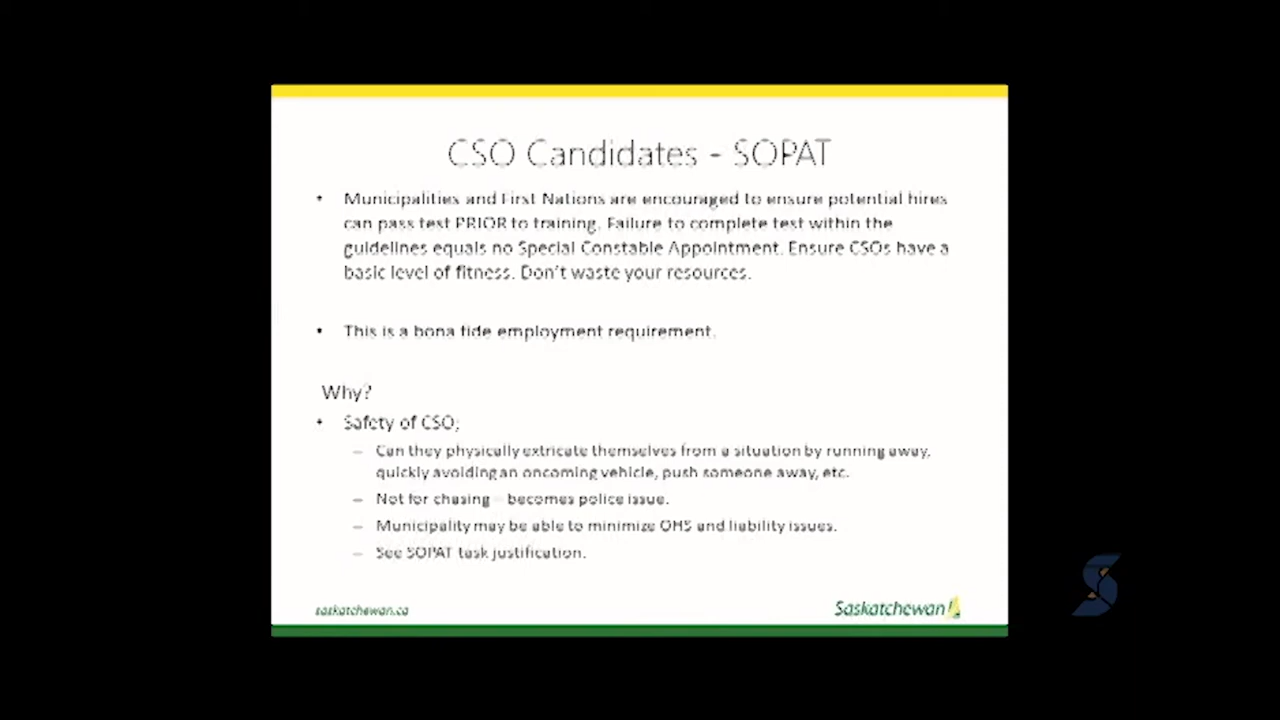 CSO Candidates - SOPAT
• Municipalities and First Nations are encouraged to ensure potential hires
can pass test PRIOR to training. Failure to complete test within the
guidelines equals no Special Constable Appointment. Ensure CSOs have a
basic level of fitness. Don't waste your resources.
• This is a bona fide employment requirement.
Why?
• Safety of CSO;
– Can they physically extricate themselves from a situation by running away,
quickly avoiding an oncoming vehicle, push someone away, etc.
– Not for chasing – becomes police issue.
– Municipality may be able to minimize OHS and liability issues.
– See SOPAT task justification.
saskatchewan.ca
Saskatchewan
S